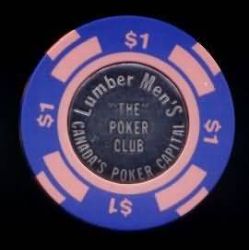 $1
Lumber Men'S
"THE"
POKER
CLUB
CANADA'S POKER CAPITAL
$1
$1
$1